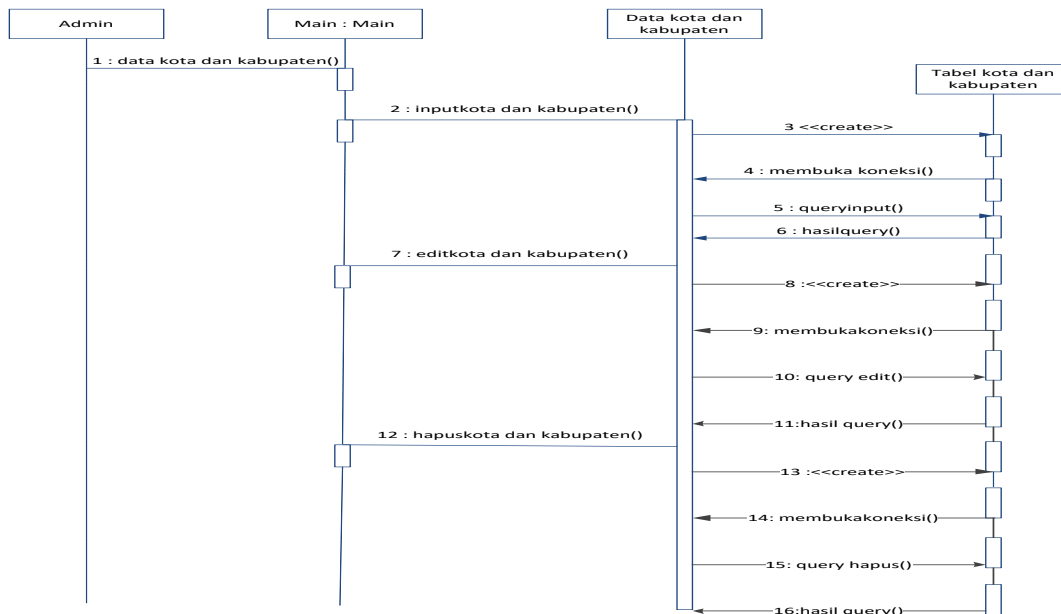 Admin
Main : Main
Data kota dan
kabupaten
Tabel kota dan
kabupaten
1 : data kota dan kabupaten()
2 : inputkota dan kabupaten()
3 <<create>>
4 : membuka koneksi()
5 : queryinput()
6 : hasilquery()
7 : editkota dan kabupaten()
8 :<<create>>
9: membukakoneksi()
10: query edit()
11:hasil query()
12 : hapuskota dan kabupaten()
13 :<<create>>
14: membukakoneksi()
15: query hapus()
16:hasil query()